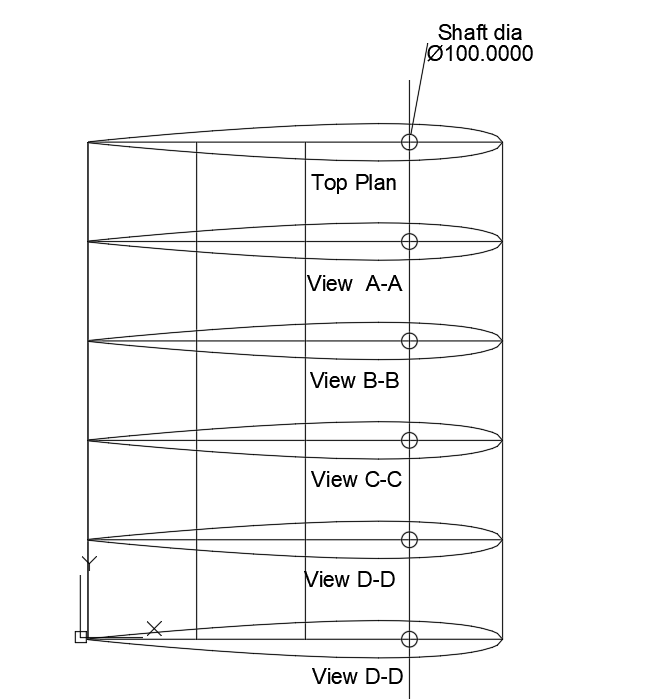 Shaft dia
Ø100.0000
Top Plan
View A-A
View B-B
View C-C
View D-D
Y
X
View D-D